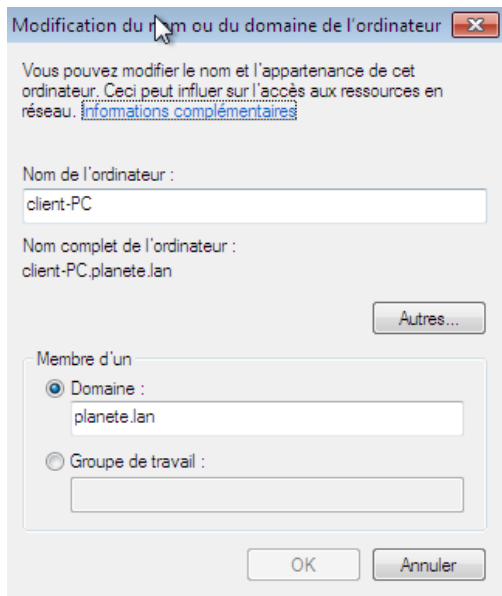 Modification du nom ou du domaine de l'ordinateur
Vous pouvez modifier le nom et l'appartenance de cet
ordinateur. Ceci peut influer sur l'accès aux ressources en
réseau. Informations complémentaires
Nom de l'ordinateur :
client-PC
Nom complet de l'ordinateur :
client-PC.planete.lan
Autres...
Membre d'un
Domaine :
planete.lan
Groupe de travail :
OK
Annuler